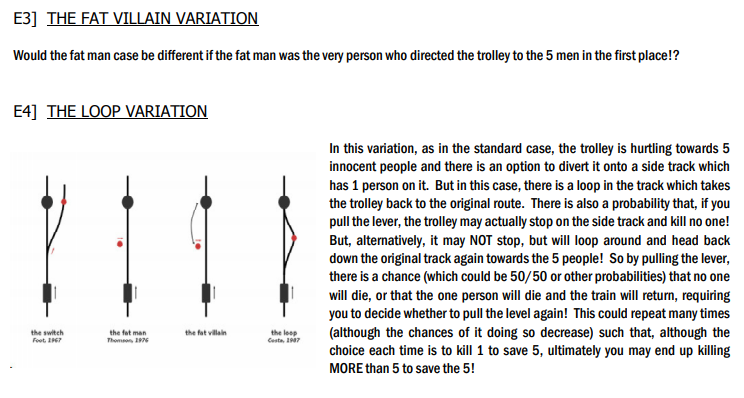 E3] THE FAT VILLAIN VARIATION
Would the fat man case be different if the fat man was the very person who directed the trolley to the 5 men in the first place!?
E4] THE LOOP VARIATION
In this variation, as in the standard case, the trolley is hurtling towards 5
innocent people and there is an option to divert it onto a side track which
has 1 person on it. But in this case, there is a loop in the track which takes
the trolley back to the original route. There is also a probability that, if you
pull the lever, the trolley may actually stop on the side track and kill no one!
But, alternatively, it may NOT stop, but will loop around and head back
down the original track again towards the 5 people! So by pulling the lever,
there is a chance (which could be 50/50 or other probabilities) that no one
will die, or that the one person will die and the train will return, requiring
you to decide whether to pull the level again! This could repeat many times
(although the chances of it doing so decrease) such that, although the
choice each time is to kill 1 to save 5, ultimately you may end up killing
MORE than 5 to save the 5!
the switch
Foot, 1967
the fat man
Thomson, 1976
the fat villain
the loop
Costa, 1987
.